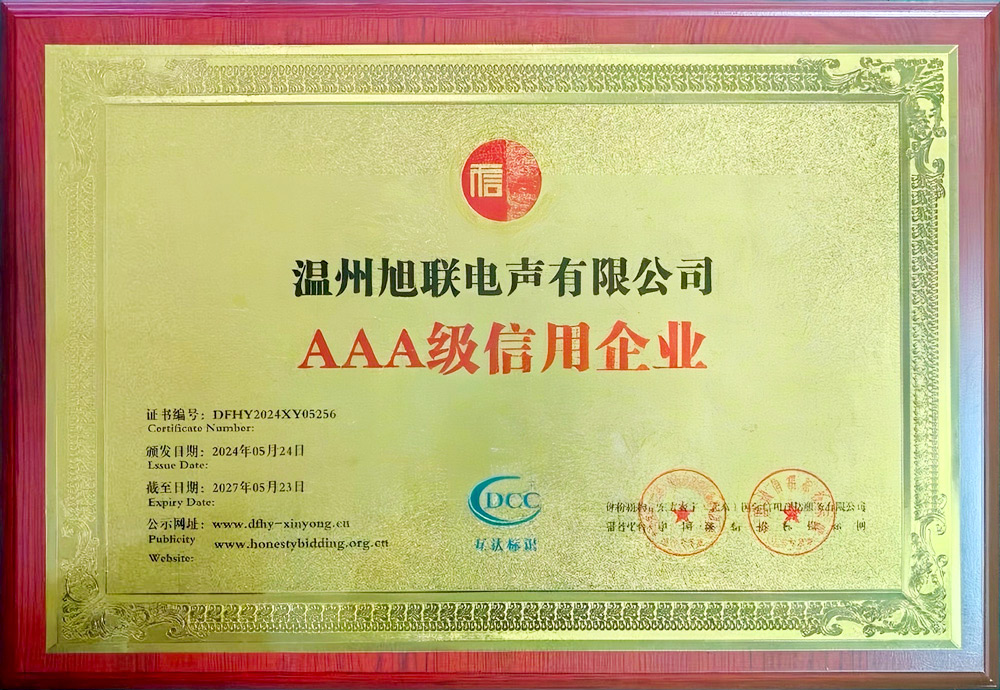 信
温州旭联电声有限公司
AAA级信用企业
证书编号：DFHY2024XY05256
Certificate Number:
颁发日期：2024年05月24日
Issue Date:
截至日期：2027年05月23日
Expiry Date:
公示网址：www.dfhy-xinyong.cn
Publicity
www.honestybidding.org.cn
Website:
DCC